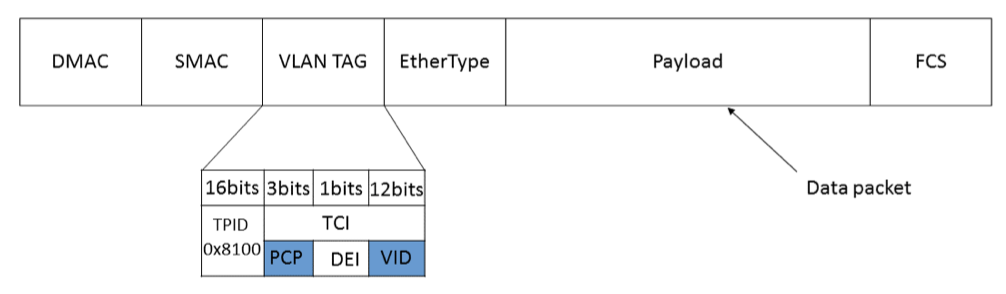 DMAC SMAC VLAN TAG EtherType Payload FCS
16bits 3bits 1bits 12bits
TPID
0x8100
TCI
PCP DEI VID
Data packet